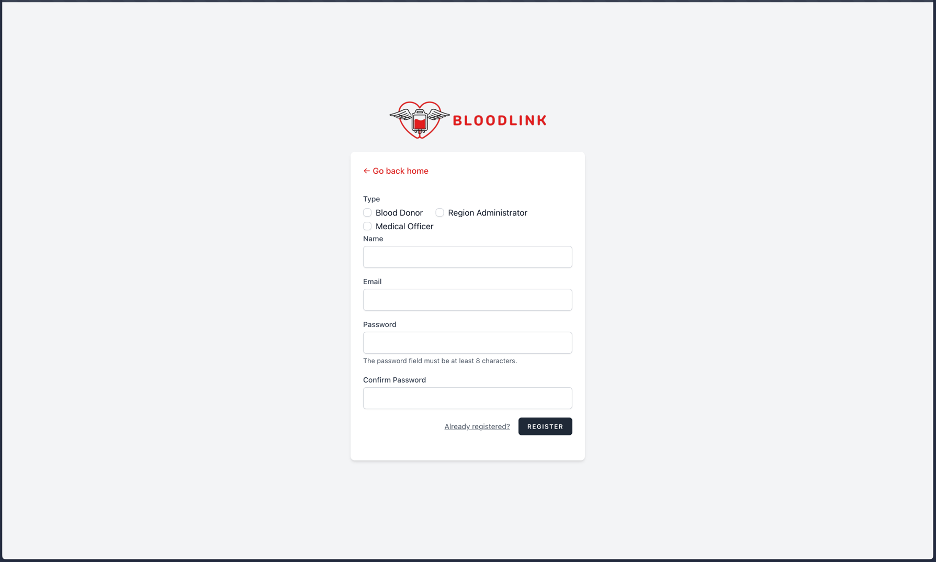 BLOODLINK
← Go back home
Type
Blood Donor Region Administrator
Medical Officer
Name
Email
Password
The password field must be at least 8 characters.
Confirm Password
Already registered? REGISTER